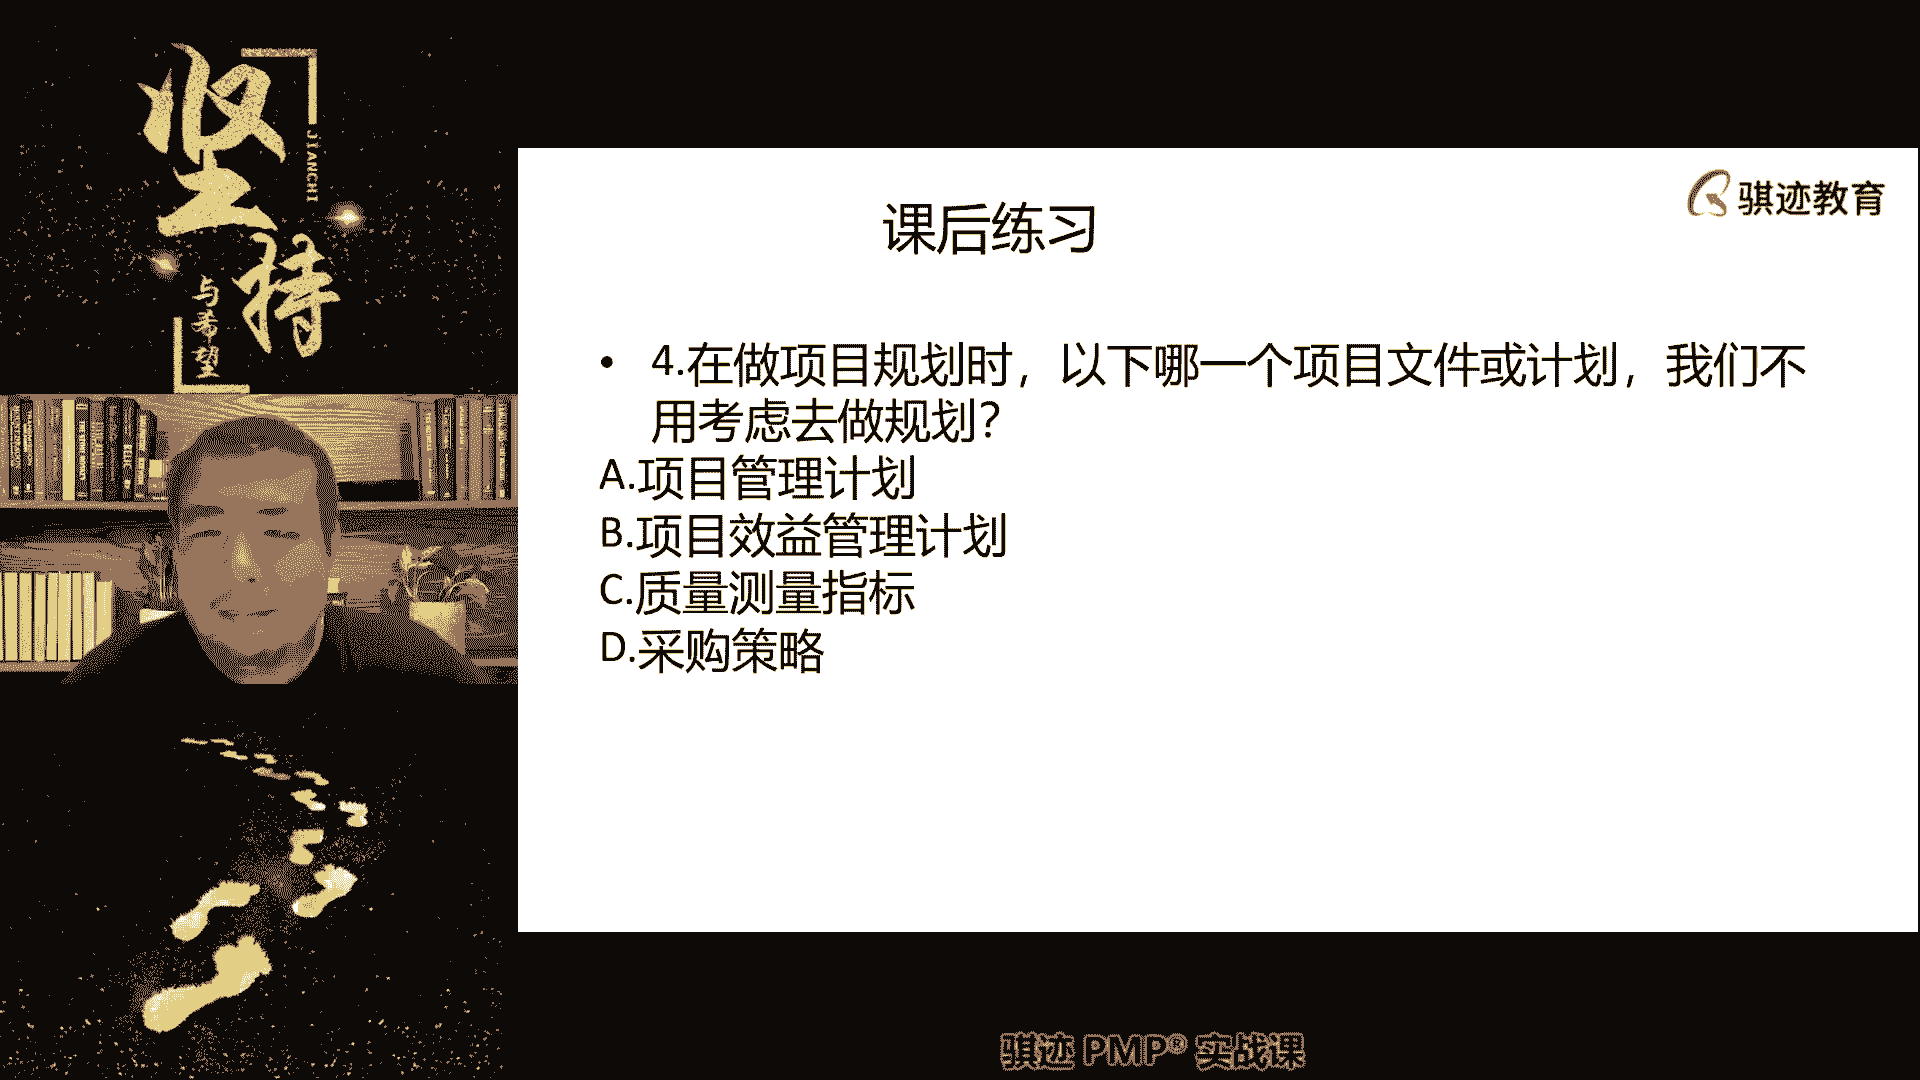 坚持
JIANCHI
与希望
骐迹教育
课后练习
• 4.在做项目规划时，以下哪一个项目文件或计划，我们不
用考虑去做规划？
A.项目管理计划
B.项目效益管理计划
C.质量测量指标
D.采购策略
骐迹 PMP® 实战课